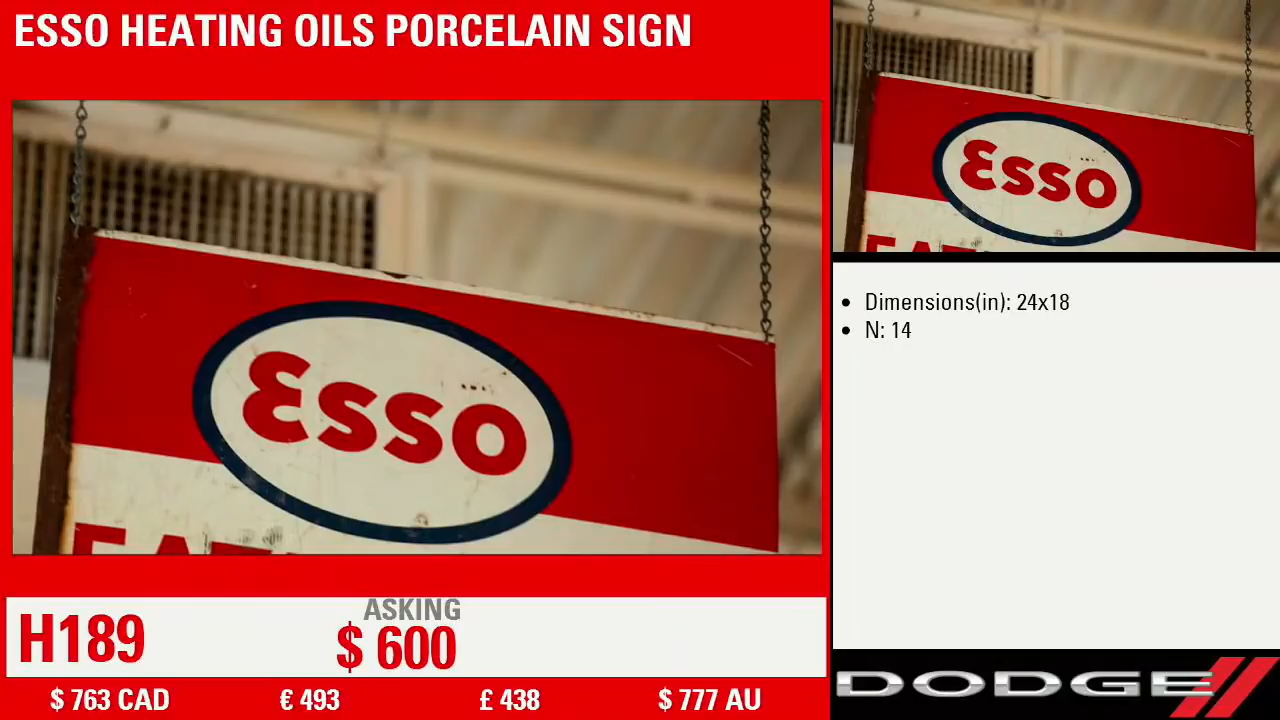 ESSO HEATING OILS PORCELAIN SIGN
Esso
Esso
• Dimensions(in): 24x18
• N: 14
H189
ASKING
$ 600
$ 763 CAD
€ 493
£ 438
$ 777 AU
DODGE